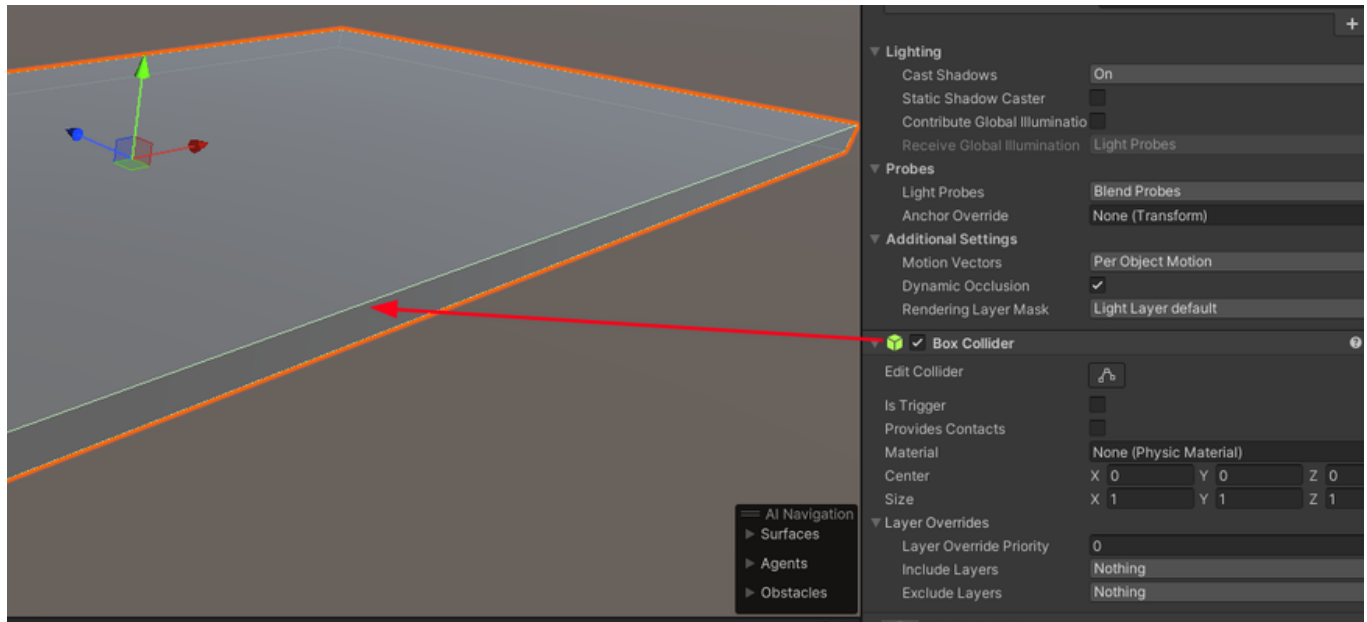 Lighting
Cast Shadows On
Static Shadow Caster
Contribute Global Illuminatio
Receive Global Illumination Light Probes
Probes
Light Probes Blend Probes
Anchor Override None (Transform)
Additional Settings
Motion Vectors Per Object Motion
Dynamic Occlusion
Rendering Layer Mask Light Layer default
Box Collider
Edit Collider
Is Trigger
Provides Contacts
Material None (Physic Material)
Center X 0 Y 0 Z 0
Size X 1 Y 1 Z 1
Layer Overrides
Layer Override Priority 0
Include Layers Nothing
Exclude Layers Nothing
AI Navigation
Surfaces
Agents
Obstacles